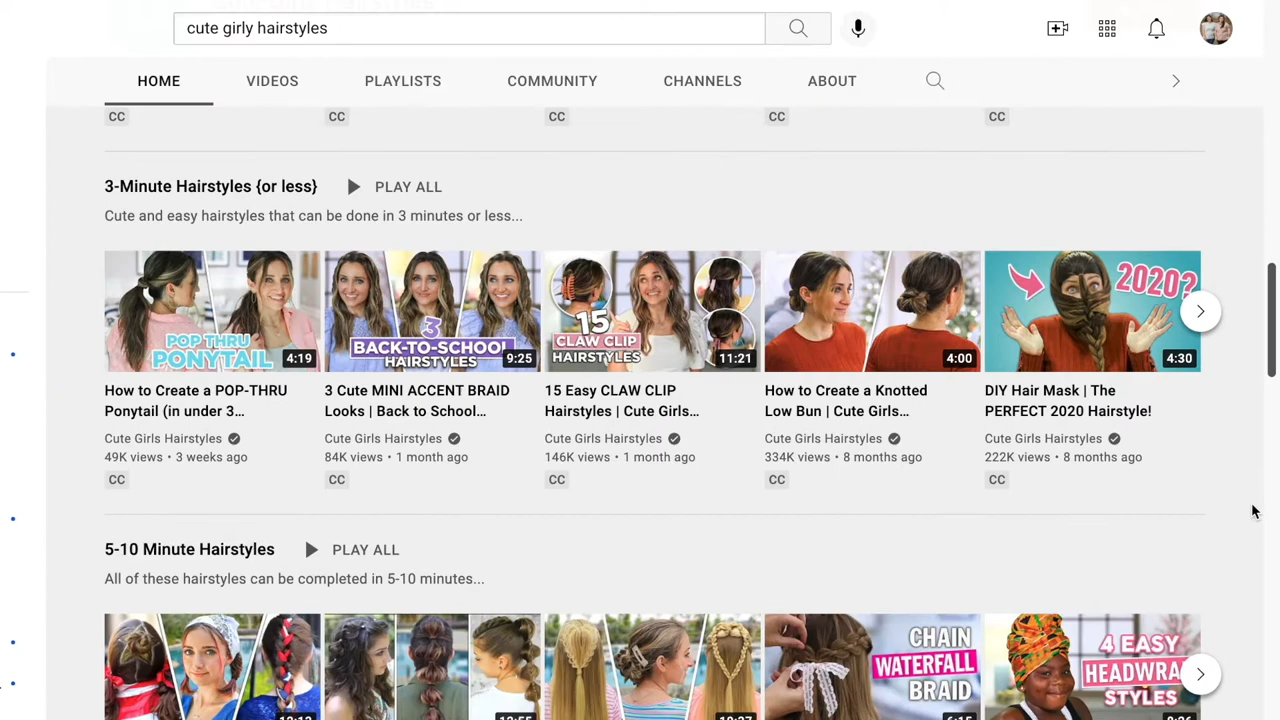 cute girly hairstyles
HOME VIDEOS PLAYLISTS COMMUNITY CHANNELS ABOUT
CC CC CC CC CC
3-Minute Hairstyles {or less} PLAY ALL
Cute and easy hairstyles that can be done in 3 minutes or less...
POP THRU
PONYTAIL
4:19
3
BACK-TO-SCHOOL
HAIRSTYLES
9:25
15
CLAW CLIP
HAIRSTYLES
11:21
4:00
2020?
4:30
How to Create a POP-THRU
Ponytail (in under 3...
Cute Girls Hairstyles
49K views • 3 weeks ago
CC
3 Cute MINI ACCENT BRAID
Looks | Back to School...
Cute Girls Hairstyles
84K views • 1 month ago
CC
15 Easy CLAW CLIP
Hairstyles | Cute Girls...
Cute Girls Hairstyles
146K views • 1 month ago
CC
How to Create a Knotted
Low Bun | Cute Girls...
Cute Girls Hairstyles
334K views • 8 months ago
CC
DIY Hair Mask | The
PERFECT 2020 Hairstyle!
Cute Girls Hairstyles
222K views • 8 months ago
CC
5-10 Minute Hairstyles PLAY ALL
All of these hairstyles can be completed in 5-10 minutes...
CHAIN
WATERFALL
BRAID
4 EASY
HEADWRAP
STYLES